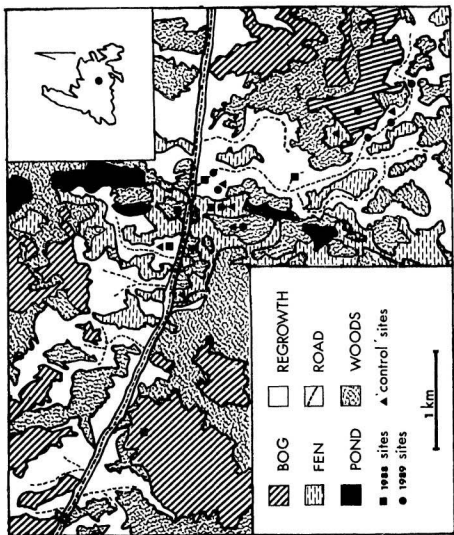 BOG REGROWTH
FEN ROAD
POND WOODS
■ 1988 sites ▲ 'control' sites
● 1989 sites
1 km